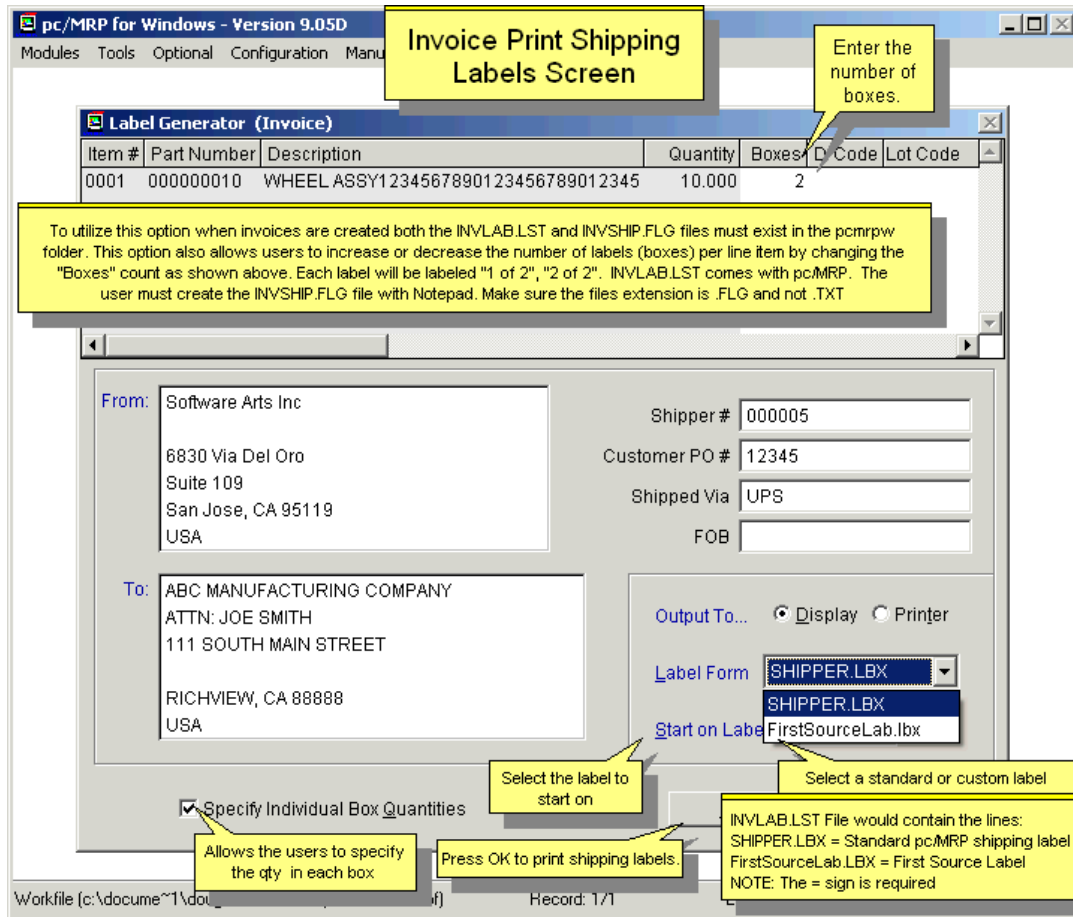 pc/MRP for Windows - Version 9.05D
Modules Tools Optional Configuration Manu
Invoice Print Shipping
Labels Screen
Enter the
number of
boxes.
Label Generator (Invoice)
Item # Part Number Description Quantity Boxes D Code Lot Code
0001 000000010 WHEEL ASSY1234567890123456789012345 10.000 2
To utilize this option when invoices are created both the INVLAB.LST and INVSHIP.FLG files must exist in the pcmrpw
folder. This option also allows users to increase or decrease the number of labels (boxes) per line item by changing the
"Boxes" count as shown above. Each label will be labeled "1 of 2", "2 of 2". INVLAB.LST comes with pc/MRP. The
user must create the INVSHIP.FLG file with Notepad. Make sure the files extension is .FLG and not .TXT
From:
Software Arts Inc
6830 Via Del Oro
Suite 109
San Jose, CA 95119
USA
Shipper # 000005
Customer PO # 12345
Shipped Via UPS
FOB
To:
ABC MANUFACTURING COMPANY
ATTN: JOE SMITH
111 SOUTH MAIN STREET
RICHVIEW, CA 88888
USA
Output To... Display Printer
Label Form SHIPPER.LBX
SHIPPER.LBX
Start on Labe FirstSourceLab.lbx
Select the label to
start on
Select a standard or custom label
Specify Individual Box Quantities
Allows the users to specify
the qty in each box
Press OK to print shipping labels.
INVLAB.LST File would contain the lines:
SHIPPER.LBX = Standard pc/MRP shipping label
FirstSourceLab.LBX = First Source Label
NOTE: The = sign is required
Workfile (c:\docume~1\doug Record: 1/1